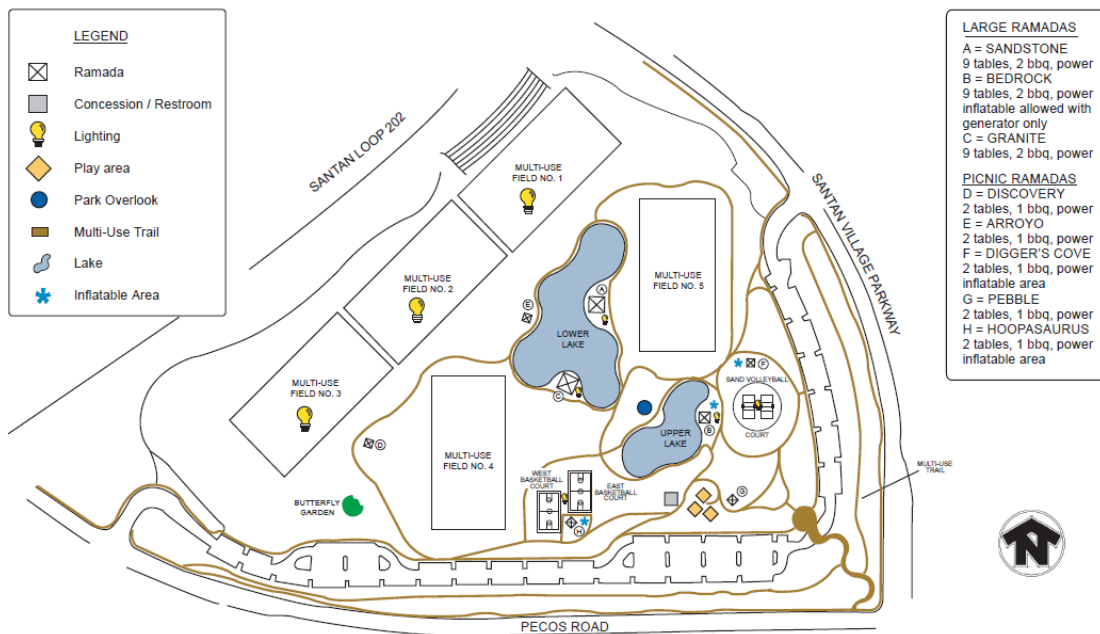 LEGEND
Ramada
Concession / Restroom
Lighting
Play area
Park Overlook
Multi-Use Trail
Lake
Inflatable Area
SANTAN LOOP 202
MULTI-USE
FIELD NO. 1
MULTI-USE
FIELD NO. 2
MULTI-USE
FIELD NO. 3
MULTI-USE
FIELD NO. 4
MULTI-USE
FIELD NO. 5
A
E
LOWER
LAKE
C
D
F
SAND VOLLEYBALL
COURT
B
UPPER
LAKE
WEST
BASKETBALL
COURT
EAST
BASKETBALL
COURT
H
G
BUTTERFLY
GARDEN
MULTI-USE
TRAIL
SANTAN VILLAGE PARKWAY
PECOS ROAD
N
LARGE RAMADAS
A = SANDSTONE
9 tables, 2 bbq, power
B = BEDROCK
9 tables, 2 bbq, power
inflatable allowed with
generator only
C = GRANITE
9 tables, 2 bbq, power
PICNIC RAMADAS
D = DISCOVERY
2 tables, 1 bbq, power
E = ARROYO
2 tables, 1 bbq, power
F = DIGGER'S COVE
2 tables, 1 bbq, power
inflatable area
G = PEBBLE
2 tables, 1 bbq, power
H = HOOPASAURUS
2 tables, 1 bbq, power
inflatable area